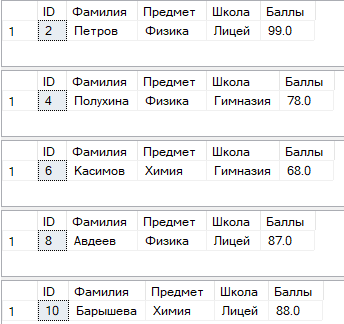 ID Фамилия Предмет Школа Баллы
1 2 Петров Физика Лицей 99.0
ID Фамилия Предмет Школа Баллы
1 4 Полухина Физика Гимназия 78.0
ID Фамилия Предмет Школа Баллы
1 6 Касимов Химия Гимназия 68.0
ID Фамилия Предмет Школа Баллы
1 8 Авдеев Физика Лицей 87.0
ID Фамилия Предмет Школа Баллы
1 10 Барышева Химия Лицей 88.0